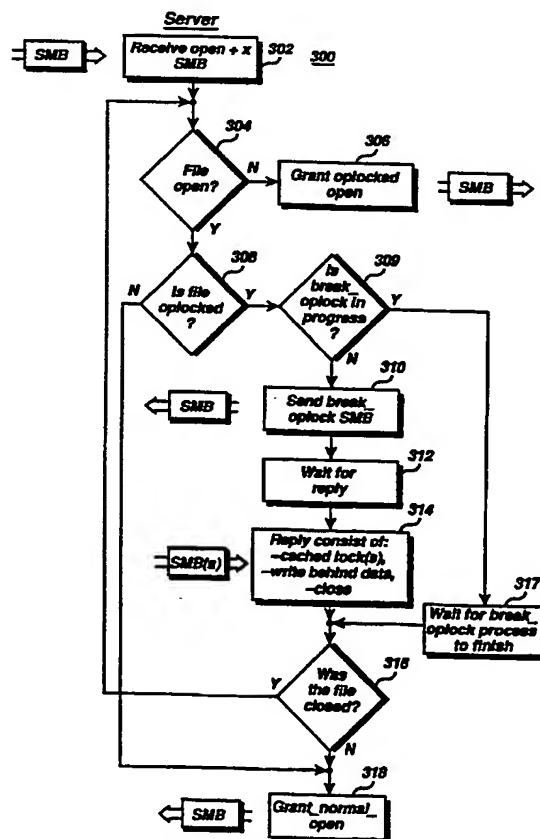 Server
SMB
Receive open + x
SMB
302
300
304
File
open?
N
306
Grant oplocked
open
SMB
Y
308
Is file
oplocked
?
N
Y
309
Is
break_
oplock in
progress
?
Y
N
310
Send break_
oplock SMB
SMB
312
Wait for
reply
314
Reply consist of:
–cached lock(s),
–write behind data,
–close
SMB(s)
317
Wait for break_
oplock process
to finish
316
Was
the file
closed?
Y
N
318
Grant_normal_
open
SMB